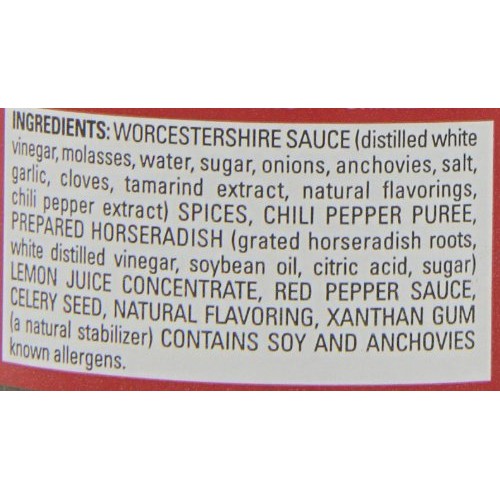 INGREDIENTS: WORCESTERSHIRE SAUCE (distilled white
vinegar, molasses, water, sugar, onions, anchovies, salt,
garlic, cloves, tamarind extract, natural flavorings,
chili pepper extract) SPICES, CHILI PEPPER PUREE,
PREPARED HORSERADISH (grated horseradish roots,
white distilled vinegar, soybean oil, citric acid, sugar)
LEMON JUICE CONCENTRATE, RED PEPPER SAUCE,
CELERY SEED, NATURAL FLAVORING, XANTHAN GUM
(a natural stabilizer) CONTAINS SOY AND ANCHOVIES
known allergens.